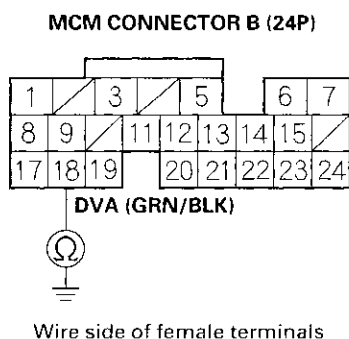 MCM CONNECTOR B (24P)
1 3 5 6 7
8 9 11 12 13 14 15
17 18 19 20 21 22 23 24
DVA (GRN/BLK)
Ω
Wire side of female terminals